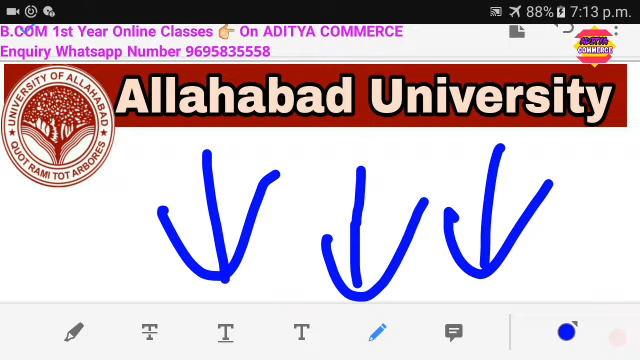 88% 7:13 p.m.
B.COM 1st Year Online Classes 👉 On ADITYA COMMERCE
Enquiry Whatsapp Number 9695835558
ADITYA
COMMERCE
UNIVERSITY OF ALLAHABAD
QUOT RAMI TOT ARBORES
Allahabad University
T T T